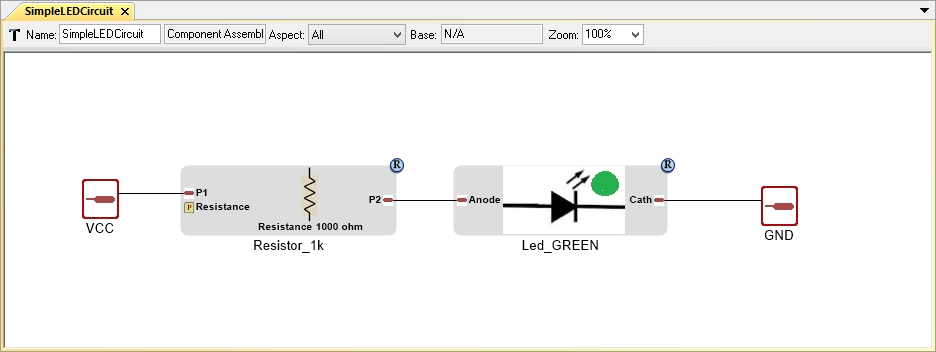 SimpleLEDCircuit
Name: SimpleLEDCircuit Component Assembl Aspect: All Base: N/A Zoom: 100%
R R
P1
P Resistance
P2
Resistance 1000 ohm
Anode
Cath
VCC
Resistor_1k
Led_GREEN
GND